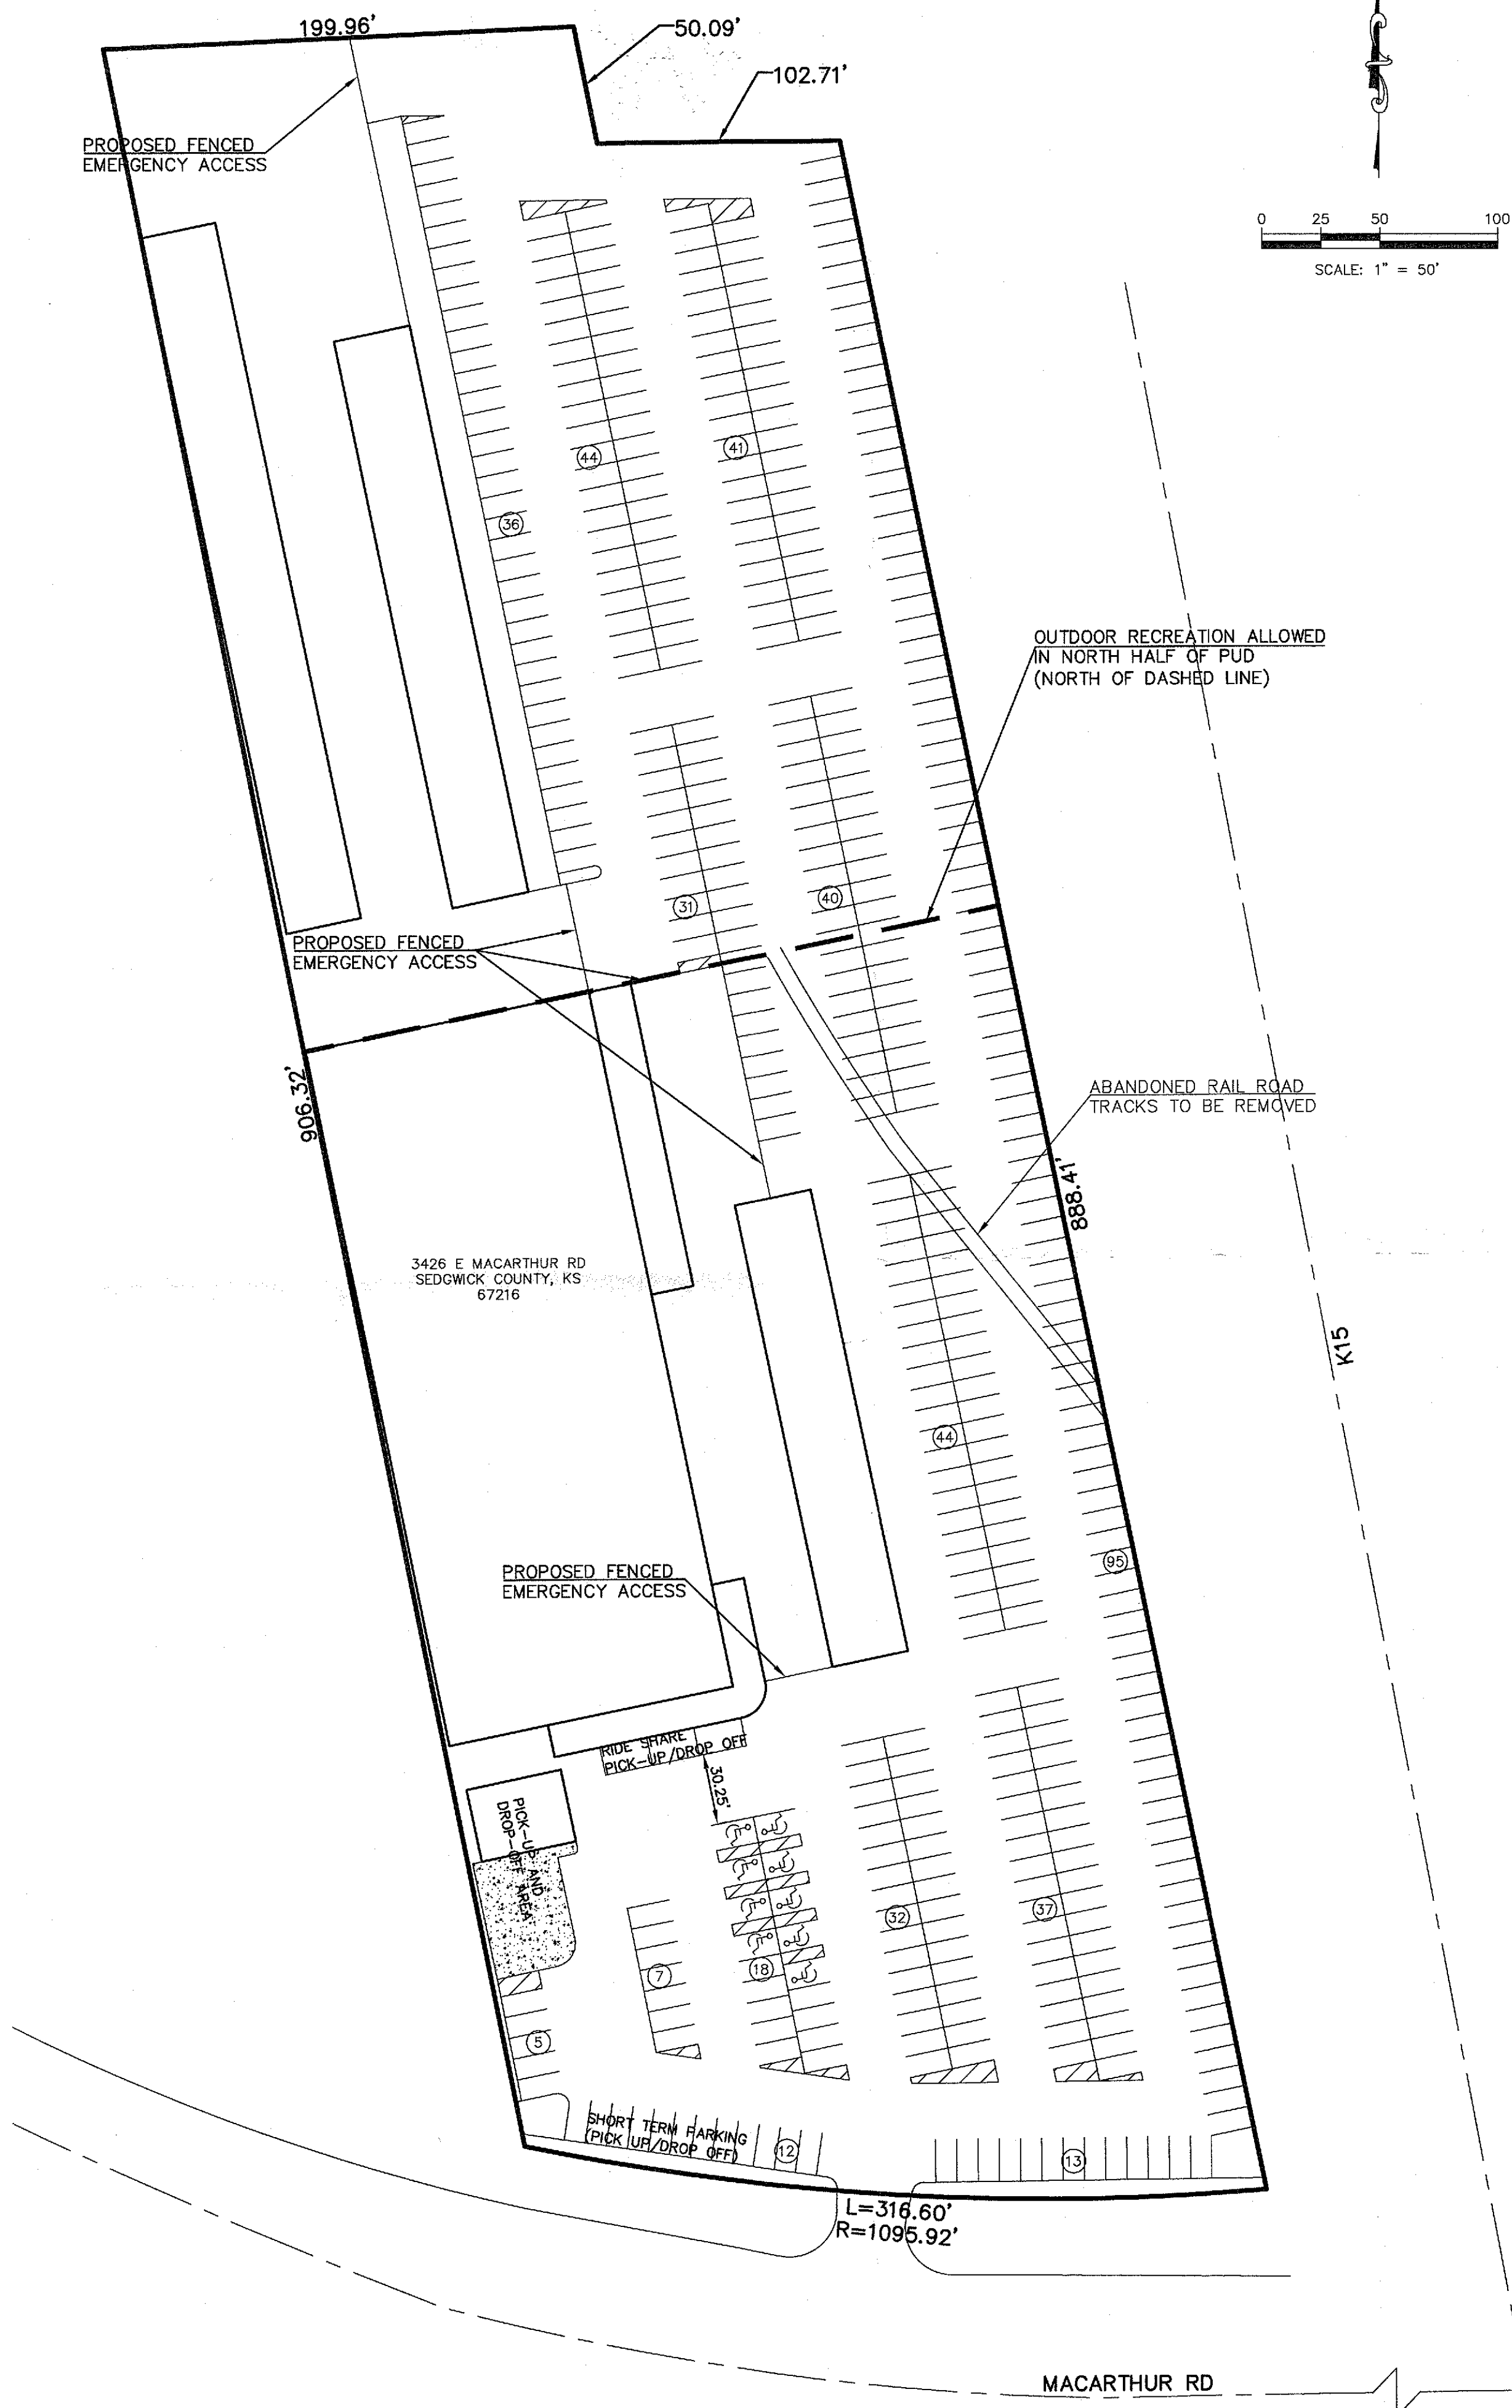 199.96'
50.09'
102.71'
PROPOSED FENCED
EMERGENCY ACCESS
0 25 50 100
SCALE: 1" = 50'
44
41
36
OUTDOOR RECREATION ALLOWED
IN NORTH HALF OF PUD
(NORTH OF DASHED LINE)
31
40
PROPOSED FENCED
EMERGENCY ACCESS
906.32'
ABANDONED RAIL ROAD
TRACKS TO BE REMOVED
888.41'
3426 E MACARTHUR RD
SEDGWICK COUNTY, KS
67216
K15
44
95
PROPOSED FENCED
EMERGENCY ACCESS
RIDE SHARE
PICK-UP/DROP OFF
30.25'
PICK-UP AND
DROP-OFF AREA
32
37
7
18
5
SHORT TERM PARKING
(PICK UP/DROP OFF)
12
13
L=316.60'
R=1095.92'
MACARTHUR RD